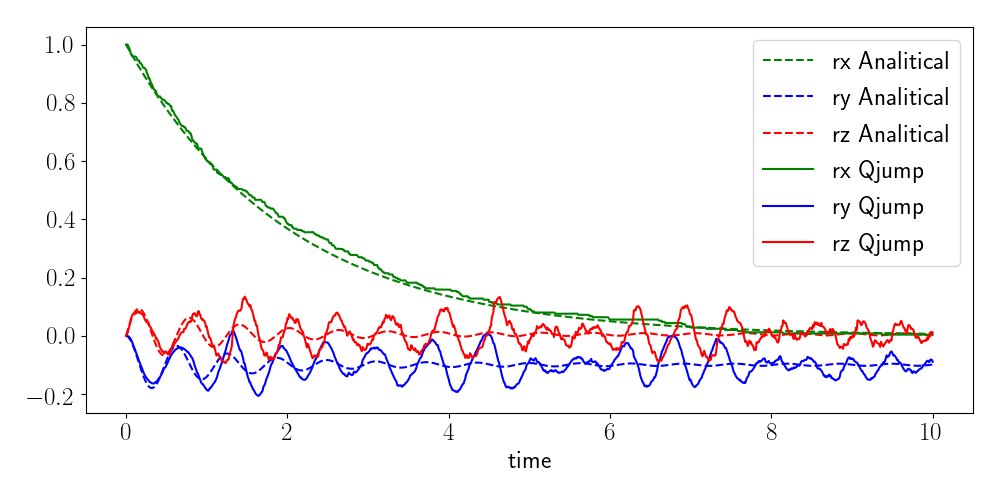 1.0
0.8
0.6
0.4
0.2
0.0
−0.2
rx Analitical
ry Analitical
rz Analitical
rx Qjump
ry Qjump
rz Qjump
0 2 4 6 8 10
time